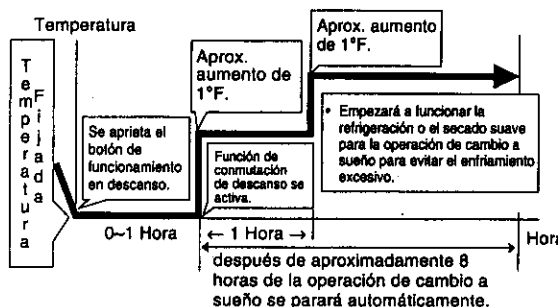 Temperatura
Temperatura
Fijada
Aprox.
aumento de
1°F.
Aprox. aumento
de 1°F.
Se aprieta el
botón de
funcionamiento
en descanso.
Función de
conmutación
de descanso se
activa.
• Empezará a funcionar la
refrigeración o el secado suave
para la operación de cambio a
sueño para evitar el enfriamiento
excesivo.
0~1 Hora
← 1 Hora →
Hora
después de aproximadamente 8
horas de la operación de cambio a
sueño se parará automáticamente.